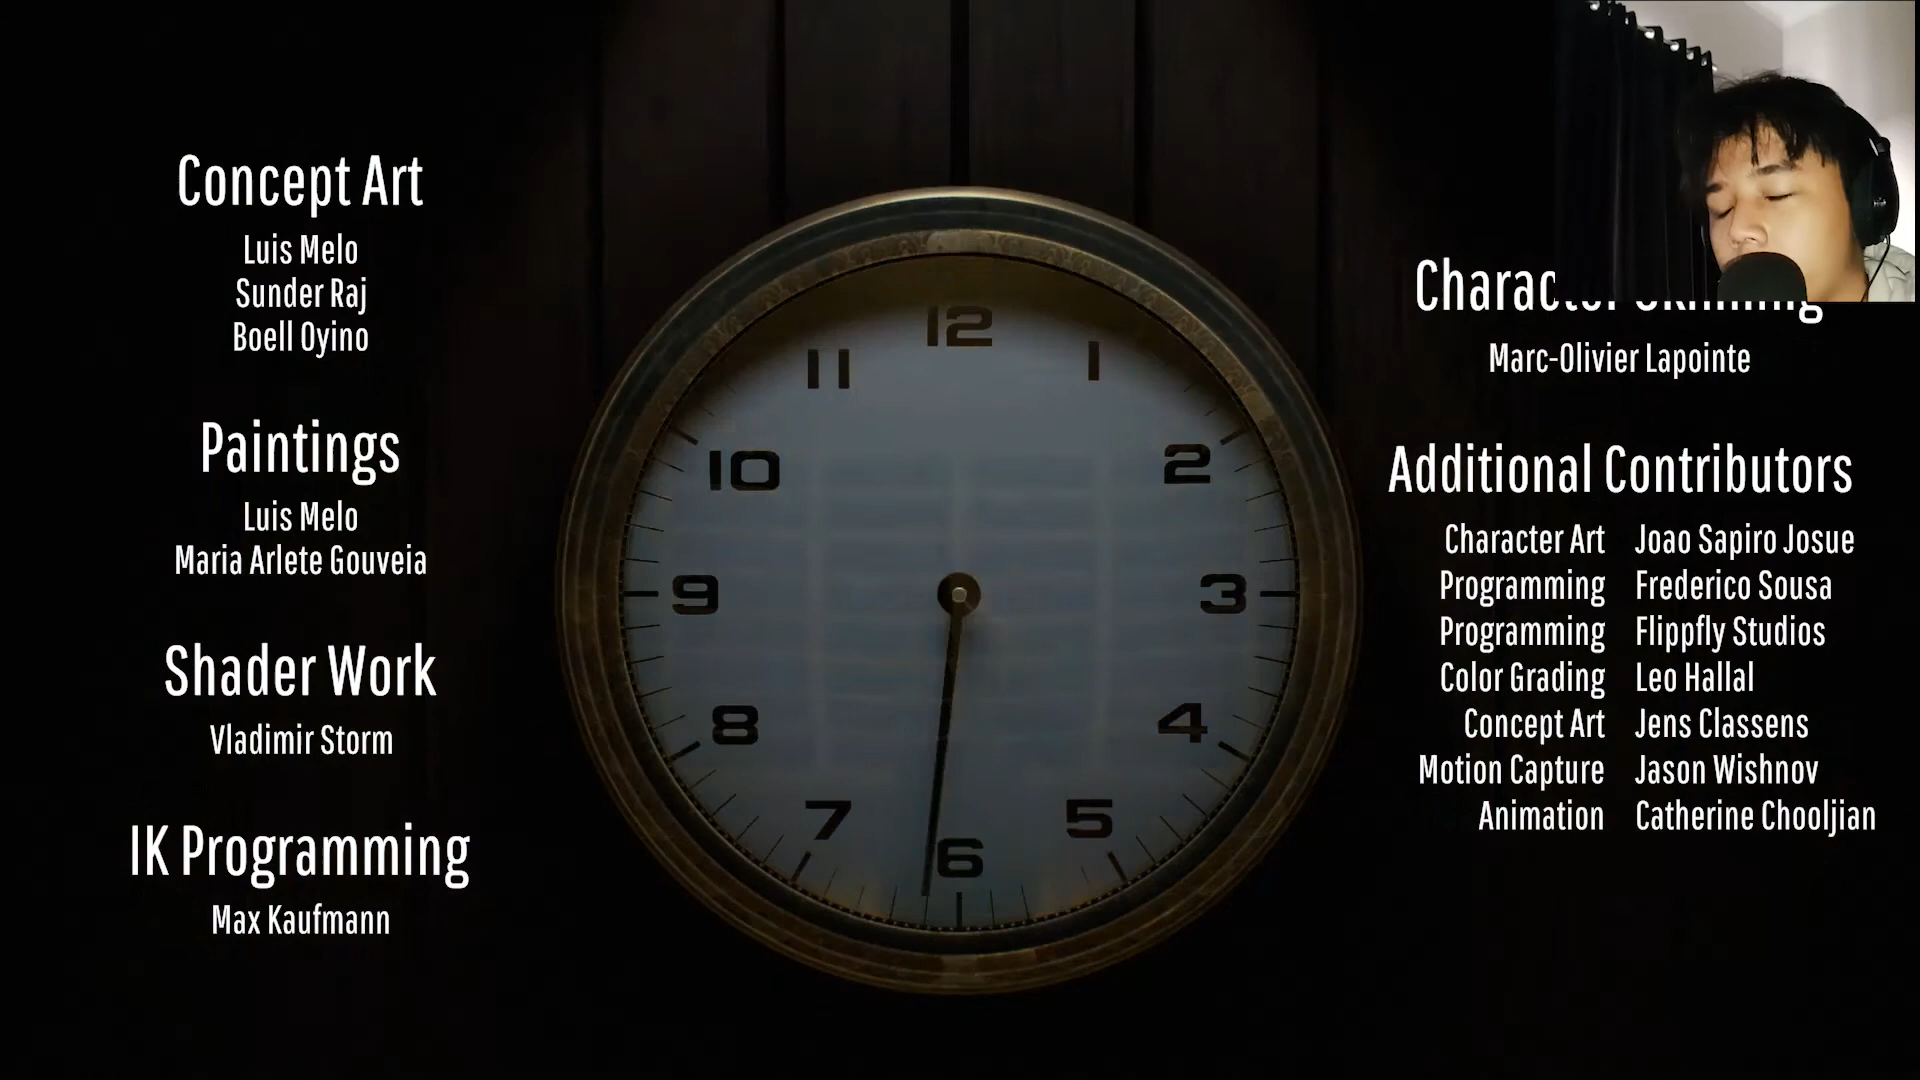 Concept Art
Luis Melo
Sunder Raj
Boell Oyino
Paintings
Luis Melo
Maria Arlete Gouveia
Shader Work
Vladimir Storm
IK Programming
Max Kaufmann
12
11
1
10
2
9
3
8
4
7
5
6
Marc-Olivier Lapointe
Additional Contributors
Character Art Joao Sapiro Josue
Programming Frederico Sousa
Programming Flippfly Studios
Color Grading Leo Hallal
Concept Art Jens Classens
Motion Capture Jason Wishnov
Animation Catherine Chooljian